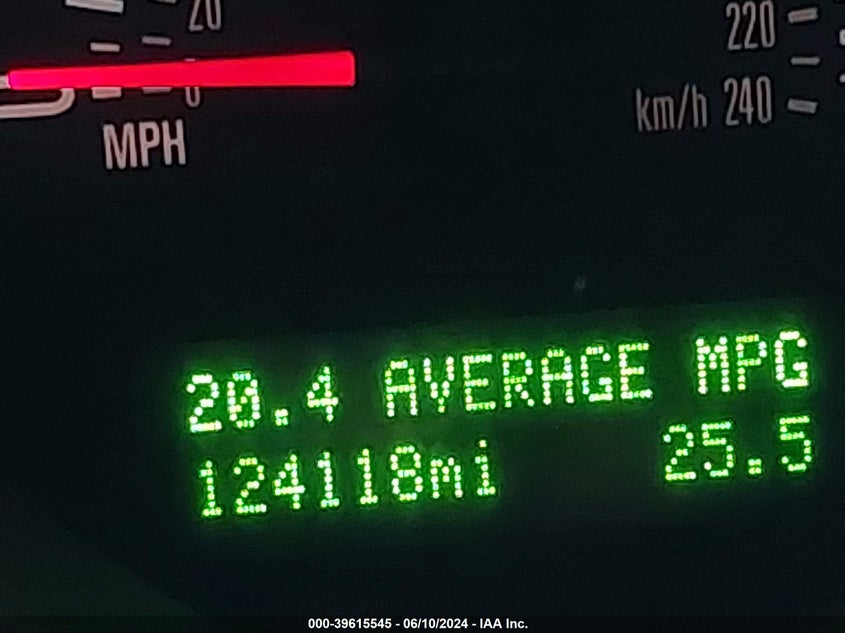 20
0
MPH
220
km/h 240
20.4 AVERAGE MPG
124118mi 25.5
000-39615545 - 06/10/2024 - IAA Inc.